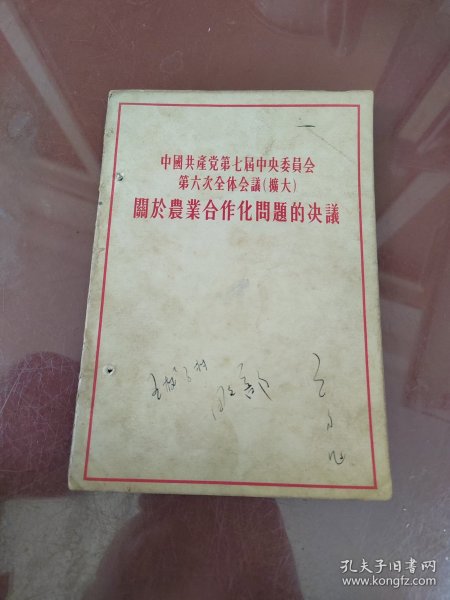 中國共產党第七屆中央委員会
第六次全体会議(擴大)
關於農業合作化問題的决議
孔夫子旧书网
www.kongfz.com